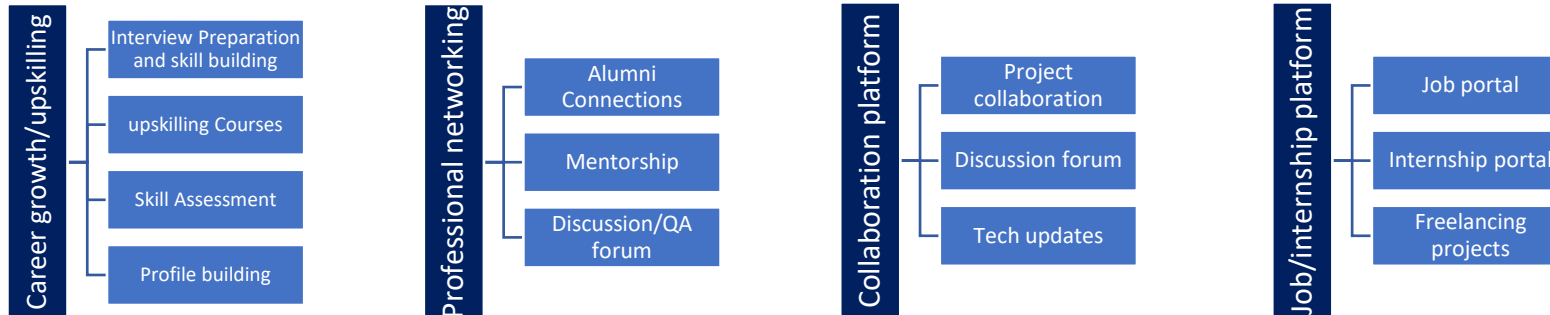 Career growth/upskilling
Interview Preparation
and skill building
upskilling Courses
Skill Assessment
Profile building
Professional networking
Alumni
Connections
Mentorship
Discussion/QA
forum
Collaboration platform
Project
collaboration
Discussion forum
Tech updates
Job/internship platform
Job portal
Internship portal
Freelancing
projects